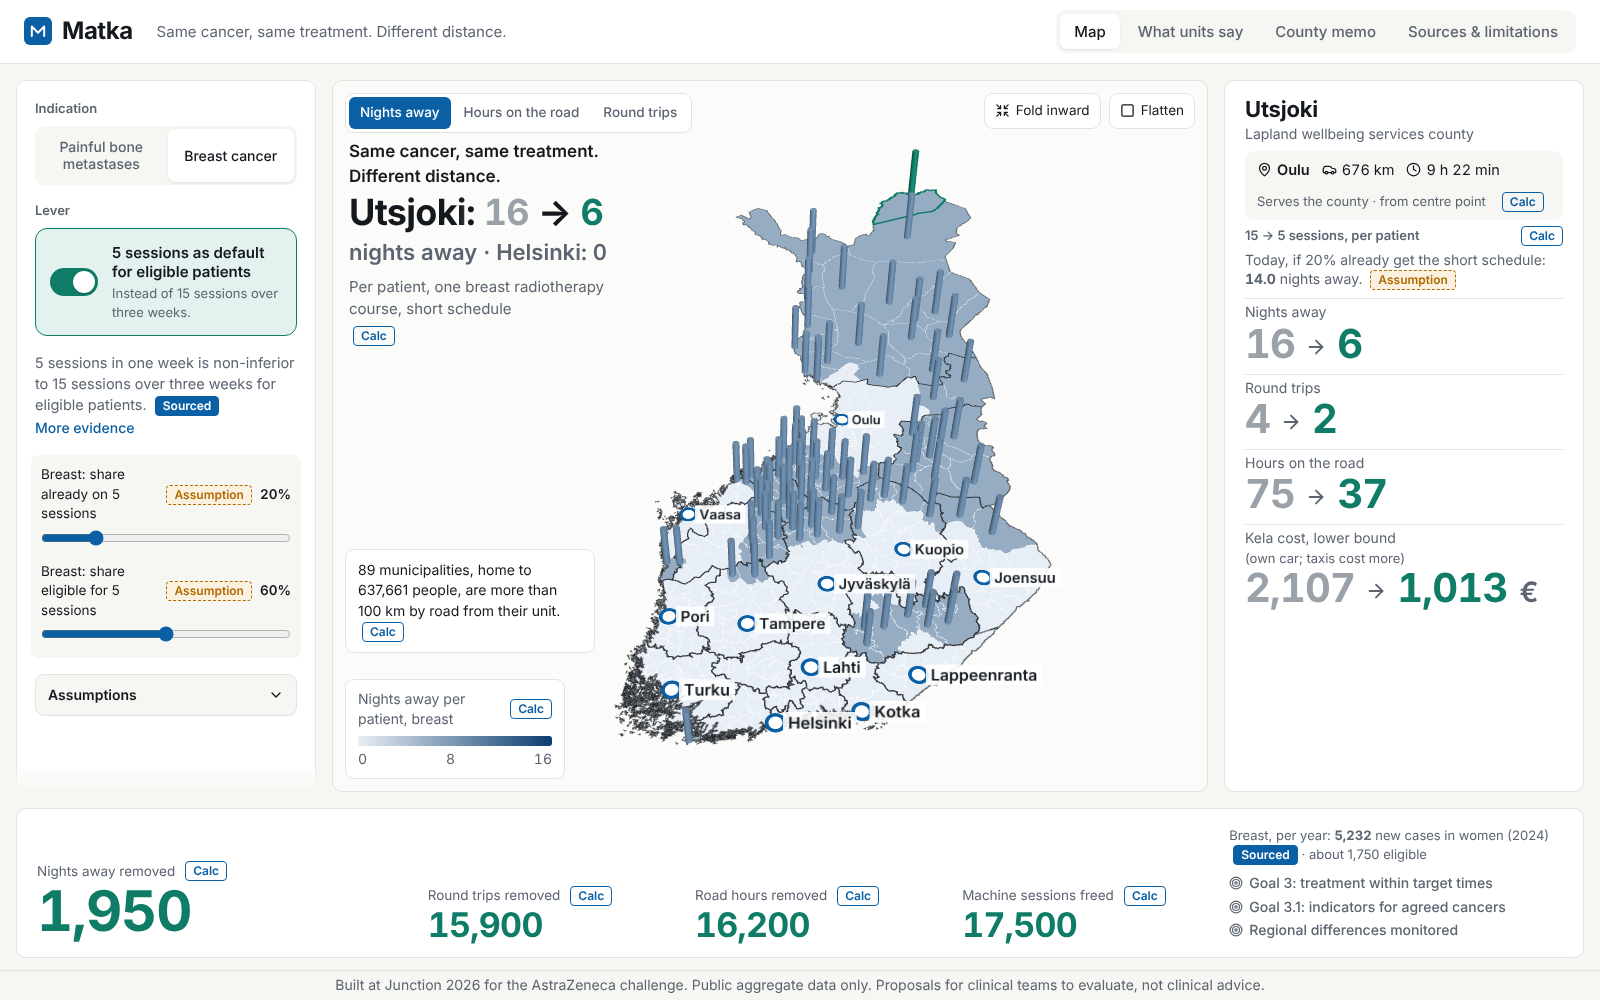 Matka
Same cancer, same treatment. Different distance.
Map
What units say
County memo
Sources & limitations
Indication
Painful bone
metastases
Breast cancer
Lever
5 sessions as default
for eligible patients
Instead of 15 sessions over
three weeks.
5 sessions in one week is non-inferior
to 15 sessions over three weeks for
eligible patients. Sourced
More evidence
Breast: share
already on 5
sessions
Assumption 20%
Breast: share
eligible for 5
sessions
Assumption 60%
Assumptions
Nights away
Hours on the road
Round trips
Fold inward
Flatten
Same cancer, same treatment.
Different distance.
Utsjoki: 16 → 6
nights away · Helsinki: 0
Per patient, one breast radiotherapy
course, short schedule
Calc
Oulu
Vaasa
Kuopio
Jyväskylä
Joensuu
Pori
Tampere
Lahti
Lappeenranta
Turku
Helsinki
Kotka
89 municipalities, home to
637,661 people, are more than
100 km by road from their unit.
Calc
Nights away per
patient, breast
Calc
0 8 16
Utsjoki
Lapland wellbeing services county
Oulu 676 km 9 h 22 min
Serves the county · from centre point Calc
15 → 5 sessions, per patient Calc
Today, if 20% already get the short schedule:
14.0 nights away. Assumption
Nights away
16 → 6
Round trips
4 → 2
Hours on the road
75 → 37
Kela cost, lower bound
(own car; taxis cost more)
2,107 → 1,013 €
Nights away removed Calc
1,950
Round trips removed Calc
15,900
Road hours removed Calc
16,200
Machine sessions freed Calc
17,500
Breast, per year: 5,232 new cases in women (2024)
Sourced · about 1,750 eligible
Goal 3: treatment within target times
Goal 3.1: indicators for agreed cancers
Regional differences monitored
Built at Junction 2026 for the AstraZeneca challenge. Public aggregate data only. Proposals for clinical teams to evaluate, not clinical advice.